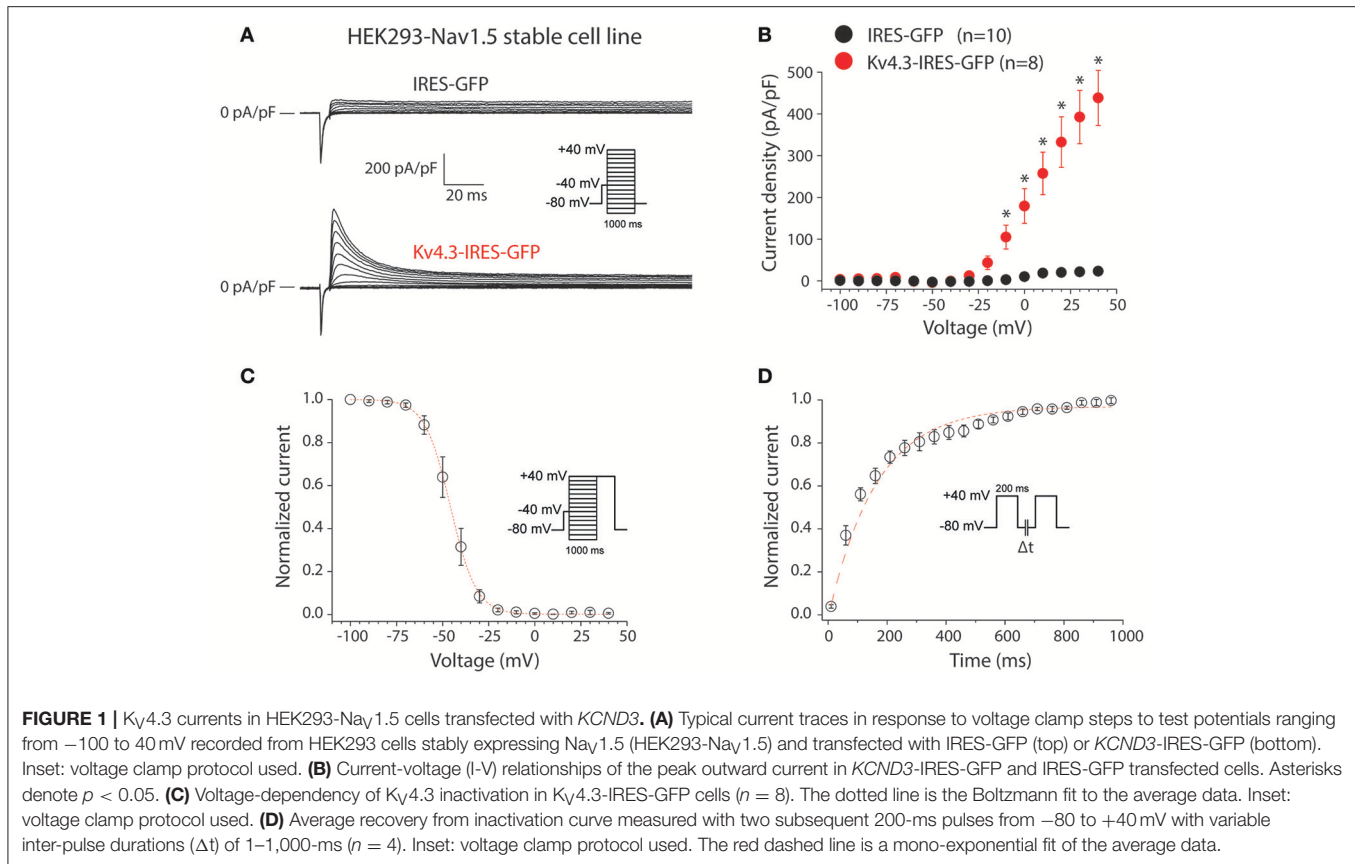 A
HEK293-Nav1.5 stable cell line
IRES-GFP
0 pA/pF
200 pA/pF
20 ms
+40 mV
-40 mV
-80 mV
1000 ms
Kv4.3-IRES-GFP
0 pA/pF
B
IRES-GFP (n=10)
Kv4.3-IRES-GFP (n=8)
Current density (pA/pF)
500
400
300
200
100
0
* * * * * *
-100 -75 -50 -25 0 25 50
Voltage (mV)
C
Normalized current
1.0
0.8
0.6
0.4
0.2
0.0
+40 mV
-40 mV
-80 mV
1000 ms
-100 -75 -50 -25 0 25 50
Voltage (mV)
D
Normalized current
1.0
0.8
0.6
0.4
0.2
0.0
+40 mV
200 ms
-80 mV
Δt
0 200 400 600 800 1000
Time (ms)
FIGURE 1 | KV4.3 currents in HEK293-NaV1.5 cells transfected with KCND3. (A) Typical current traces in response to voltage clamp steps to test potentials ranging
from −100 to 40 mV recorded from HEK293 cells stably expressing NaV1.5 (HEK293-NaV1.5) and transfected with IRES-GFP (top) or KCND3-IRES-GFP (bottom).
Inset: voltage clamp protocol used. (B) Current-voltage (I-V) relationships of the peak outward current in KCND3-IRES-GFP and IRES-GFP transfected cells. Asterisks
denote p < 0.05. (C) Voltage-dependency of KV4.3 inactivation in KV4.3-IRES-GFP cells (n = 8). The dotted line is the Boltzmann fit to the average data. Inset:
voltage clamp protocol used. (D) Average recovery from inactivation curve measured with two subsequent 200-ms pulses from −80 to +40 mV with variable
inter-pulse durations (Δt) of 1–1,000-ms (n = 4). Inset: voltage clamp protocol used. The red dashed line is a mono-exponential fit of the average data.